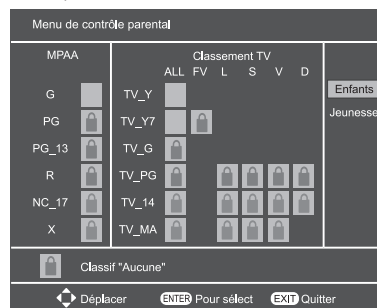 Menu de contrôle parental
MPAA
Classement TV
ALL FV L S V D
G TV_Y Enfants
PG TV_Y7 Jeunesse
PG_13 TV_G
R TV_PG
NC_17 TV_14
X TV_MA
Classif "Aucune"
Déplacer ENTER Pour sélect EXIT Quitter